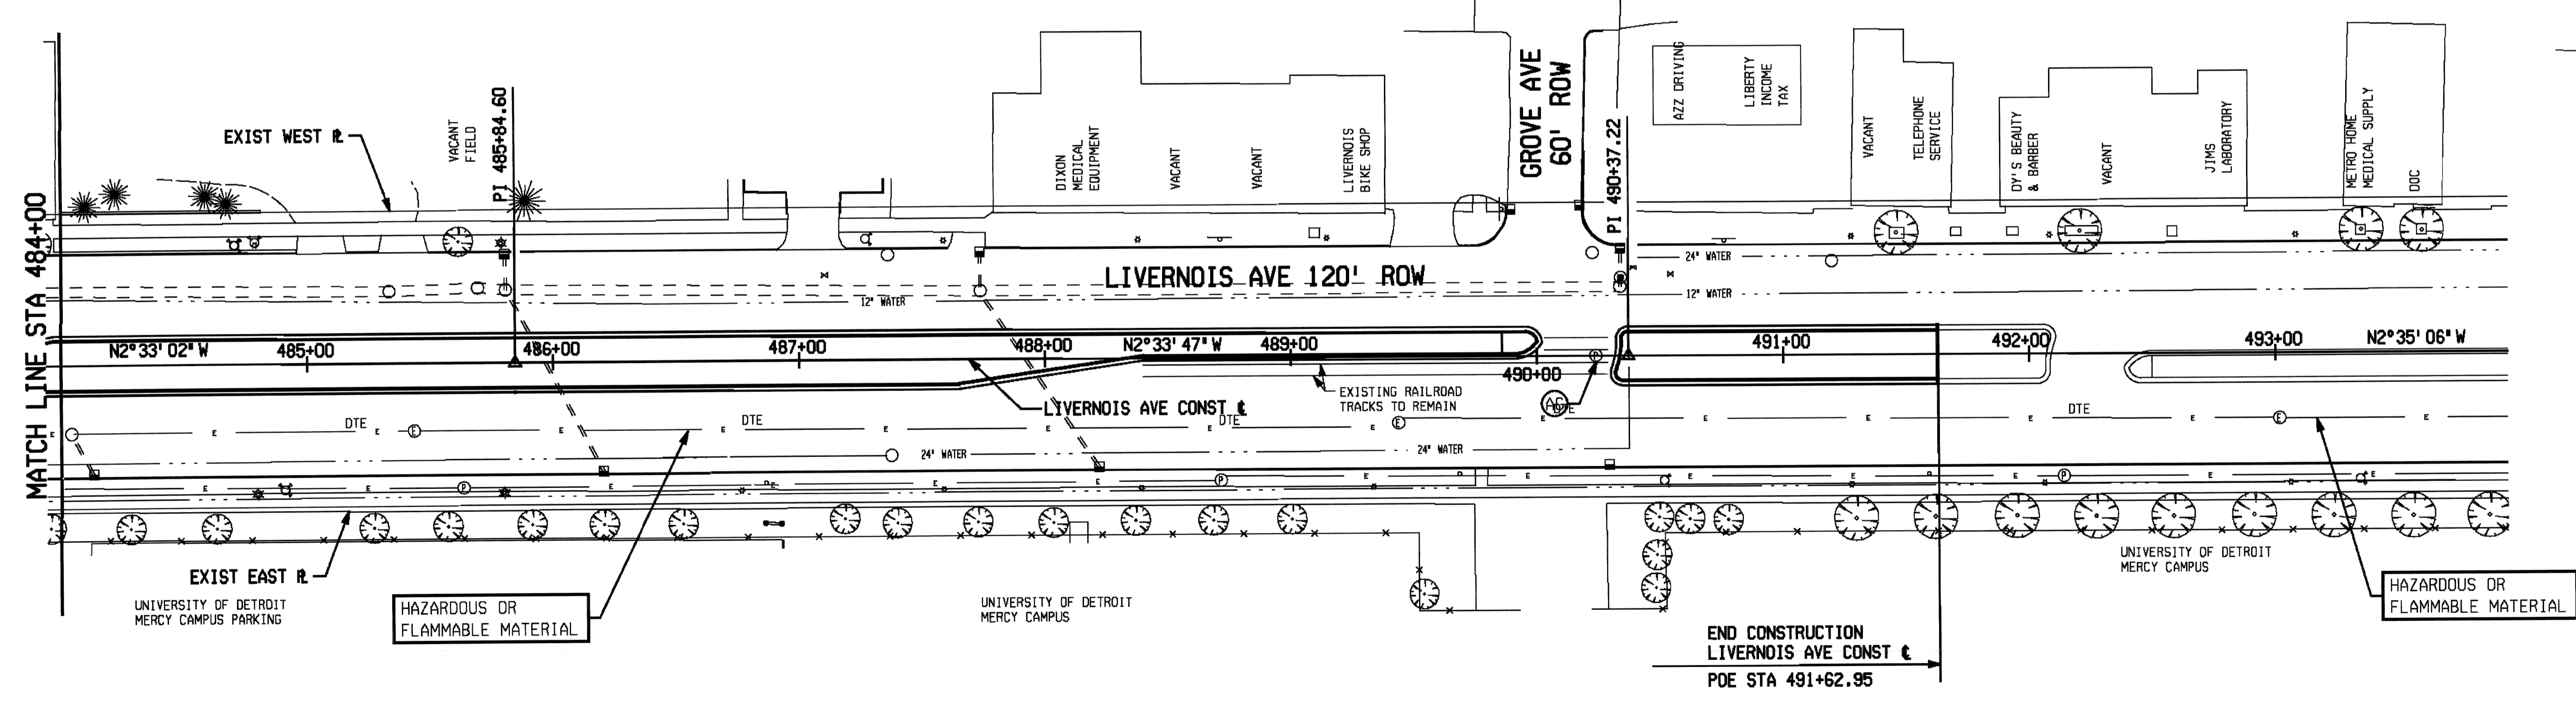 MATCH LINE STA 484+00
EXIST WEST ℙL
VACANT
FIELD
PI 485+84.60
DIXON
MEDICAL
EQUIPMENT
VACANT
VACANT
LIVERNOIS
BIKE SHOP
GROVE AVE
60' ROW
PI 490+37.22
AZZ DRIVING
LIBERTY
INCOME
TAX
VACANT
TELEPHONE
SERVICE
DY'S BEAUTY
& BARBER
VACANT
JIMS
LABORATORY
METRO HOME
MEDICAL SUPPLY
DOC
LIVERNOIS AVE 120' ROW
12" WATER
24" WATER
12" WATER
N2°33'02" W
485+00
486+00
487+00
488+00
N2°33'47" W
489+00
490+00
491+00
492+00
493+00
N2°35'06" W
P
EXISTING RAILROAD
TRACKS TO REMAIN
LIVERNOIS AVE CONST ℄
DTE
DTE
DTE
DTE
E E E E E E E E E E E E E E E
E E E
24" WATER
24" WATER
E E E E E E E E E E E E E
P P P
EXIST EAST ℙL
UNIVERSITY OF DETROIT
MERCY CAMPUS PARKING
HAZARDOUS OR
FLAMMABLE MATERIAL
UNIVERSITY OF DETROIT
MERCY CAMPUS
UNIVERSITY OF DETROIT
MERCY CAMPUS
HAZARDOUS OR
FLAMMABLE MATERIAL
END CONSTRUCTION
LIVERNOIS AVE CONST ℄
POE STA 491+62.95